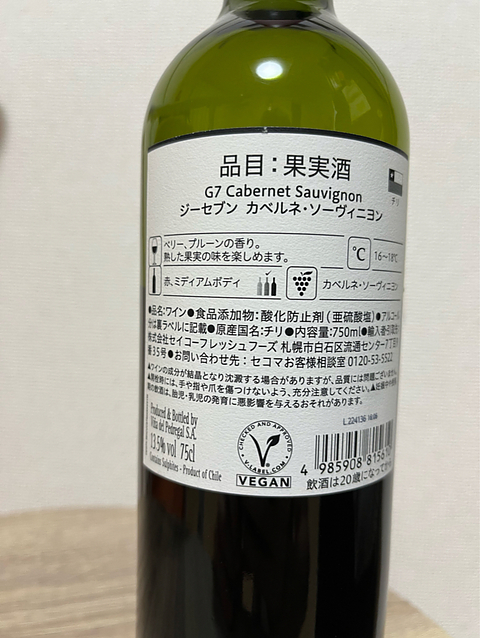 品目：果実酒
G7 Cabernet Sauvignon
ジーセブン カベルネ・ソーヴィニヨン
チリ
ベリー、プルーンの香り。
熟した果実の味を楽しめます。
℃
16〜18℃
赤、ミディアムボディ
カベルネ・ソーヴィニヨン
●品名：ワイン●食品添加物：酸化防止剤（亜硫酸塩）●アルコール
分は裏ラベルに記載●原産国名：チリ●内容量：750ml●輸入者・引取先
株式会社セイコーフレッシュフーズ 札幌市白石区流通センター7丁目
番35号●お問い合わせ先：セコマお客様相談室 0120-53-5522
▲ワインの成分が結晶となり沈澱する場合がありますが、品質には問題ございません。
▲開栓時には、手や指や爪を傷つけないよう、充分注意してください。▲妊娠中や
の飲酒は、胎児・乳児の発育に悪影響を与えるおそれがあります。
L 224136
Produced & Bottled by
Viña del Pedregal S.A.
13.5% vol 75cl
Contains Sulphites - Product of Chile
CHECKED AND APPROVED
V-LABEL.COM
VEGAN
4 985908 8156
飲酒は20歳になってから